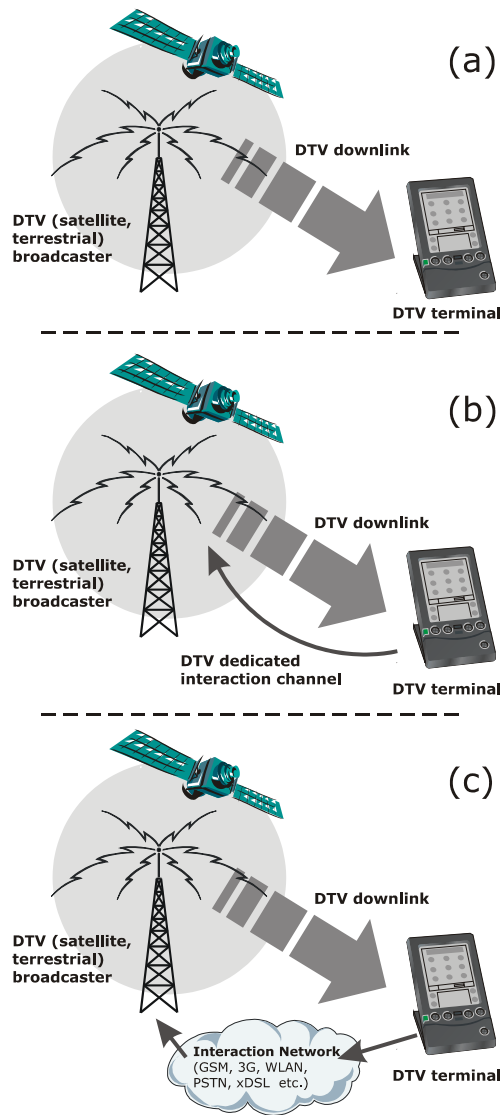 (a)
DTV downlink
DTV (satellite,
terrestrial)
broadcaster
DTV terminal
(b)
DTV downlink
DTV (satellite,
terrestrial)
broadcaster
DTV dedicated
interaction channel
DTV terminal
(c)
DTV downlink
DTV (satellite,
terrestrial)
broadcaster
Interaction Network
(GSM, 3G, WLAN,
PSTN, xDSL etc.)
DTV terminal